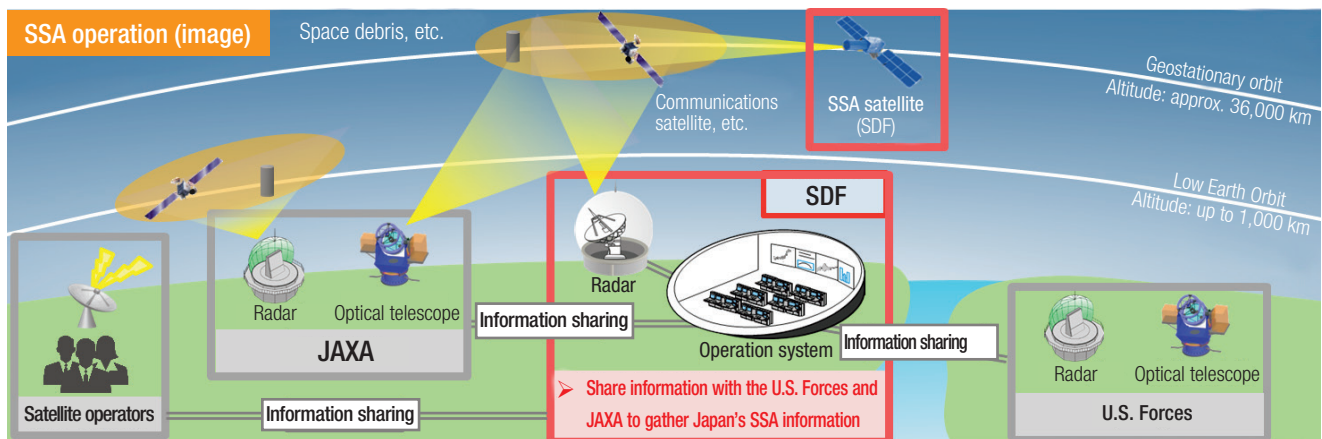 SSA operation (image)
Space debris, etc.
Communications
satellite, etc.
SSA satellite
(SDF)
Geostationary orbit
Altitude: approx. 36,000 km
Low Earth Orbit
Altitude: up to 1,000 km
Satellite operators
Radar
Optical telescope
JAXA
Information sharing
Information sharing
SDF
Radar
Operation system
➢ Share information with the U.S. Forces and
JAXA to gather Japan's SSA information
Information sharing
Radar
Optical telescope
U.S. Forces